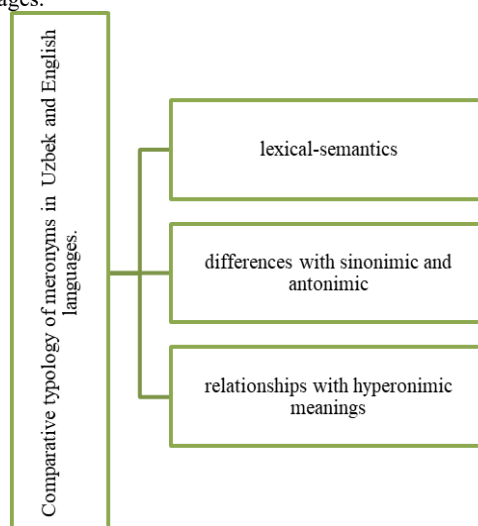 ages.
Comparative typology of meronyms in Uzbek and English
languages.
lexical-semantics
differences with sinonimic and
antonimic
relationships with hyperonimic
meanings